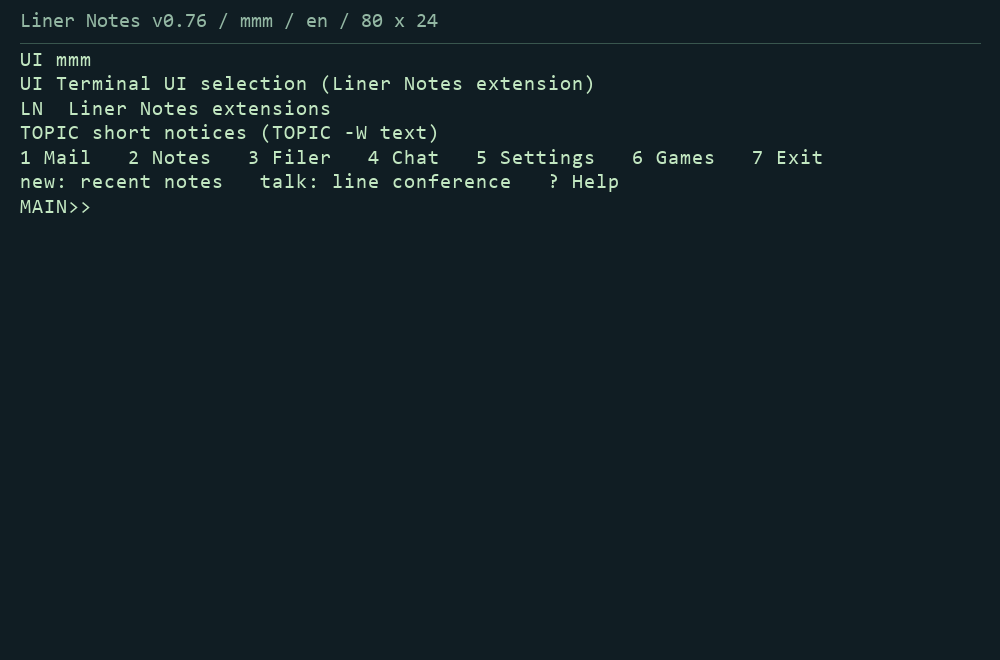 Liner Notes v0.76 / mmm / en / 80 x 24
UI mmm
UI Terminal UI selection (Liner Notes extension)
LN  Liner Notes extensions
TOPIC short notices (TOPIC -W text)
1 Mail   2 Notes   3 Filer   4 Chat   5 Settings   6 Games   7 Exit
new: recent notes   talk: line conference   ? Help
MAIN>>